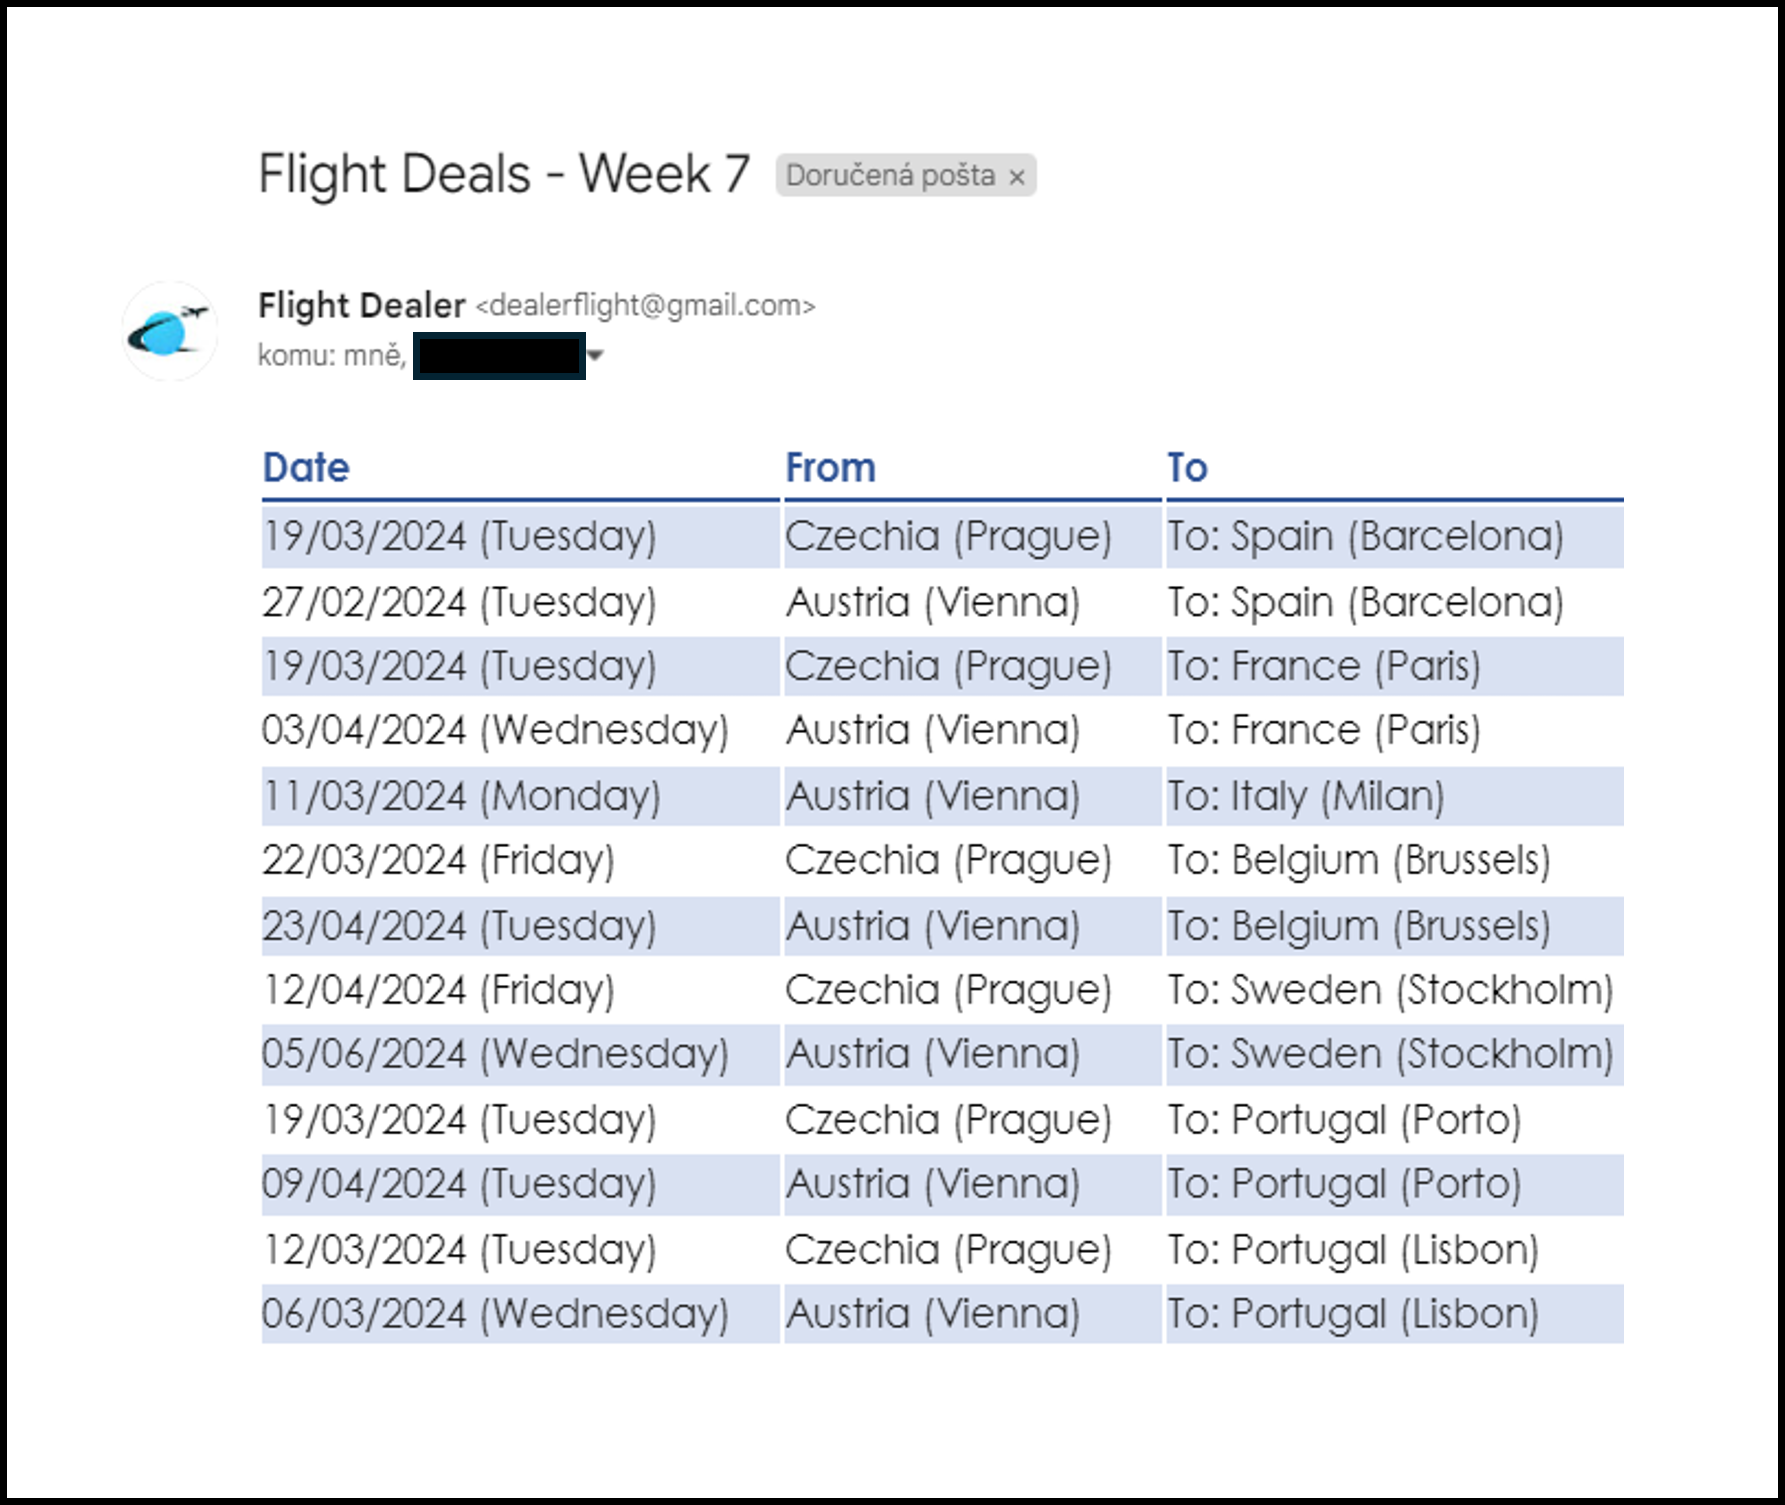 Flight Deals - Week 7 Doručená pošta ×
Flight Dealer <dealerflight@gmail.com>
komu: mně,
Date From To
19/03/2024 (Tuesday) Czechia (Prague) To: Spain (Barcelona)
27/02/2024 (Tuesday) Austria (Vienna) To: Spain (Barcelona)
19/03/2024 (Tuesday) Czechia (Prague) To: France (Paris)
03/04/2024 (Wednesday) Austria (Vienna) To: France (Paris)
11/03/2024 (Monday) Austria (Vienna) To: Italy (Milan)
22/03/2024 (Friday) Czechia (Prague) To: Belgium (Brussels)
23/04/2024 (Tuesday) Austria (Vienna) To: Belgium (Brussels)
12/04/2024 (Friday) Czechia (Prague) To: Sweden (Stockholm)
05/06/2024 (Wednesday) Austria (Vienna) To: Sweden (Stockholm)
19/03/2024 (Tuesday) Czechia (Prague) To: Portugal (Porto)
09/04/2024 (Tuesday) Austria (Vienna) To: Portugal (Porto)
12/03/2024 (Tuesday) Czechia (Prague) To: Portugal (Lisbon)
06/03/2024 (Wednesday) Austria (Vienna) To: Portugal (Lisbon)